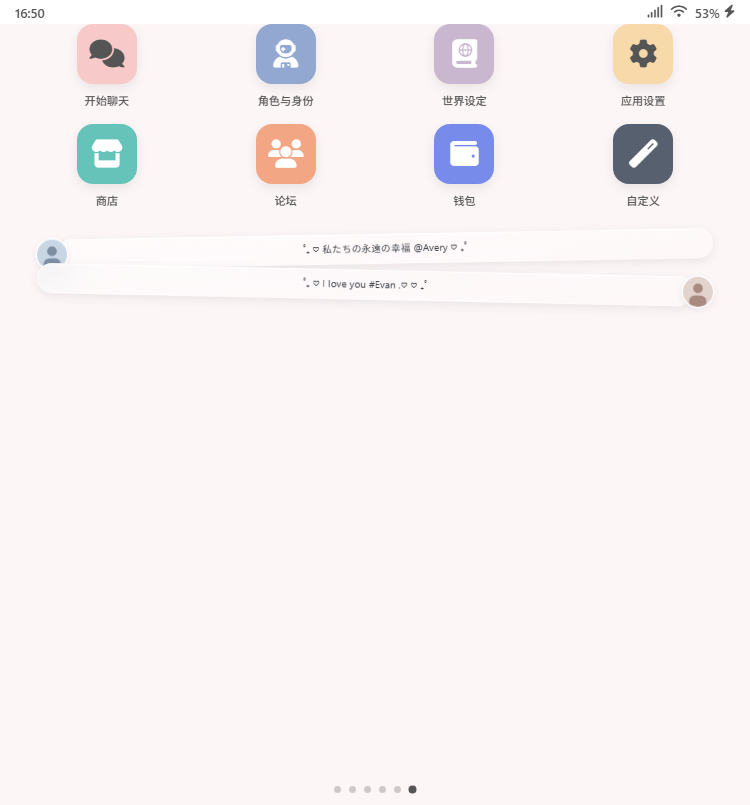 16:50 53%
开始聊天 角色与身份 世界设定 应用设置
商店 论坛 钱包 自定义
˚₊ ♡ 私たちの永遠の幸福 @Avery ♡ ₊˚
˚₊ ♡ I love you #Evan .♡ ♡ ₊˚